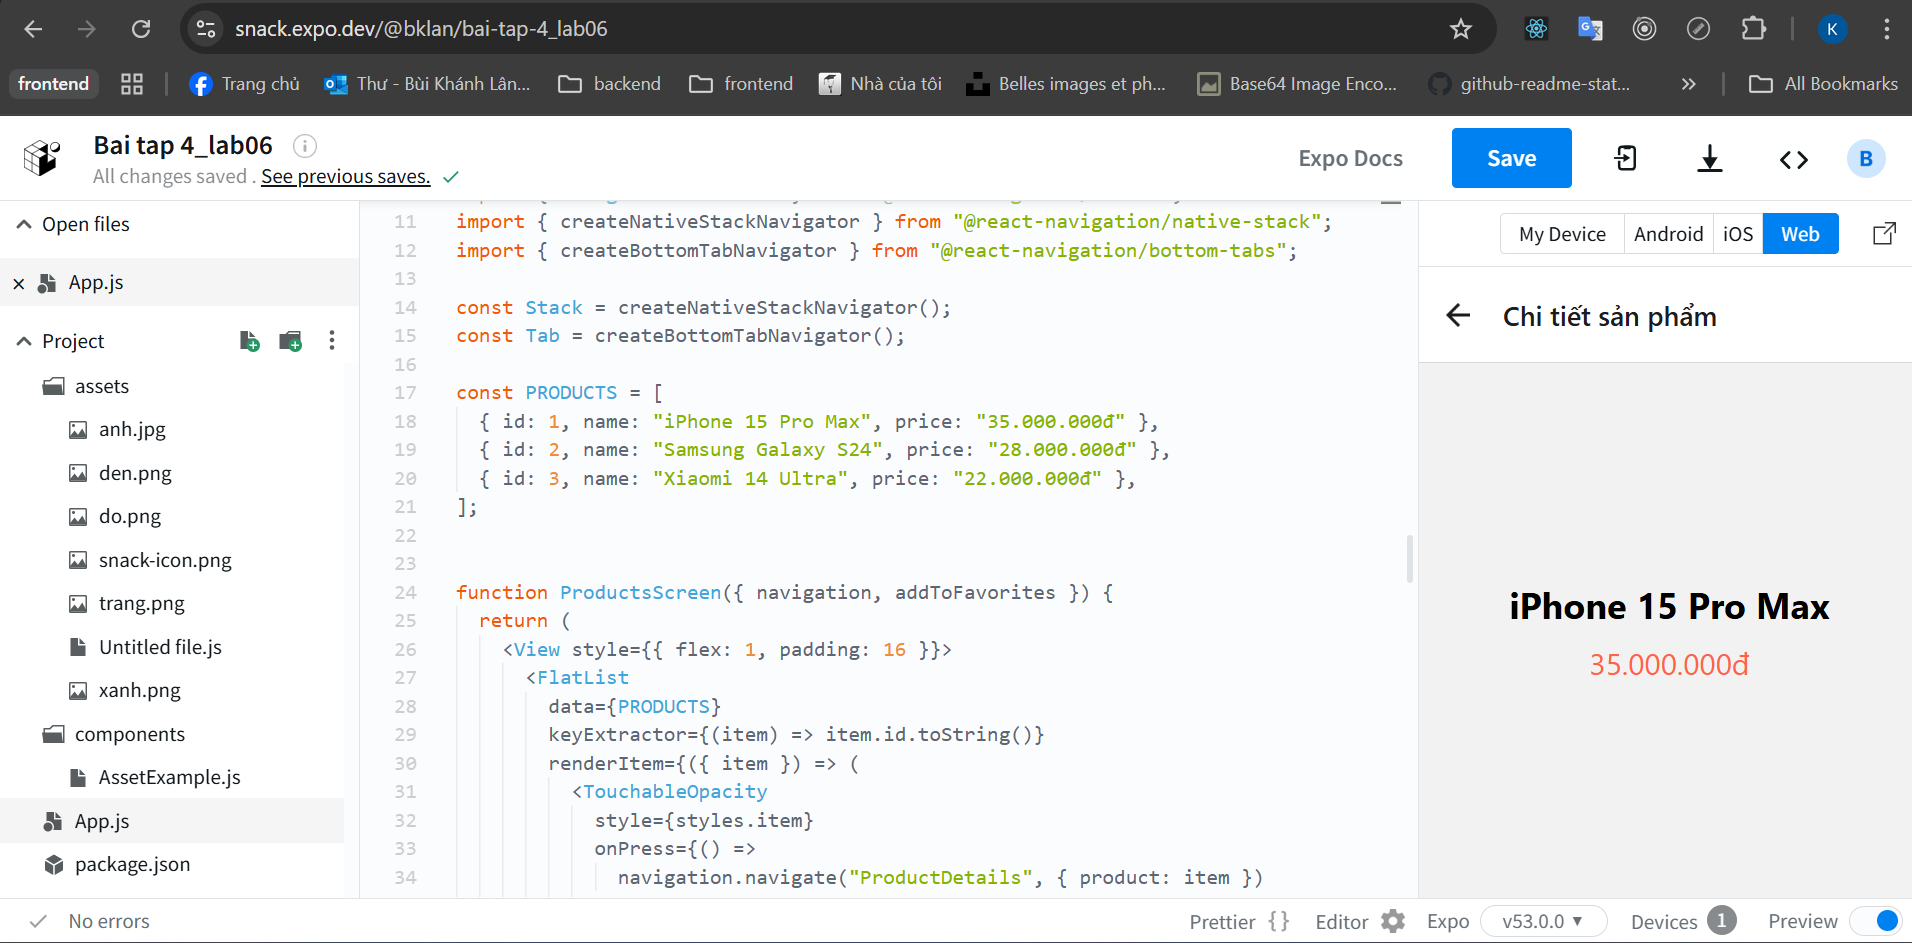 snack.expo.dev/@bklan/bai-tap-4_lab06
K
frontend
Trang chủ
Thư - Bùi Khánh Lân...
backend
frontend
Nhà của tôi
Belles images et ph...
Base64 Image Enco...
github-readme-stat...
All Bookmarks
Bai tap 4_lab06
All changes saved . See previous saves.
Expo Docs
Save
B
Open files
App.js
Project
assets
anh.jpg
den.png
do.png
snack-icon.png
trang.png
Untitled file.js
xanh.png
components
AssetExample.js
App.js
package.json
11 import { createNativeStackNavigator } from "@react-navigation/native-stack";
12 import { createBottomTabNavigator } from "@react-navigation/bottom-tabs";
13
14 const Stack = createNativeStackNavigator();
15 const Tab = createBottomTabNavigator();
16
17 const PRODUCTS = [
18 { id: 1, name: "iPhone 15 Pro Max", price: "35.000.000đ" },
19 { id: 2, name: "Samsung Galaxy S24", price: "28.000.000đ" },
20 { id: 3, name: "Xiaomi 14 Ultra", price: "22.000.000đ" },
21 ];
22
23
24 function ProductsScreen({ navigation, addToFavorites }) {
25 return (
26 <View style={{ flex: 1, padding: 16 }}>
27 <FlatList
28 data={PRODUCTS}
29 keyExtractor={(item) => item.id.toString()}
30 renderItem={({ item }) => (
31 <TouchableOpacity
32 style={styles.item}
33 onPress={() =>
34 navigation.navigate("ProductDetails", { product: item })
My Device
Android
iOS
Web
Chi tiết sản phẩm
iPhone 15 Pro Max
35.000.000đ
No errors
Prettier { }
Editor
Expo
v53.0.0
Devices 1
Preview